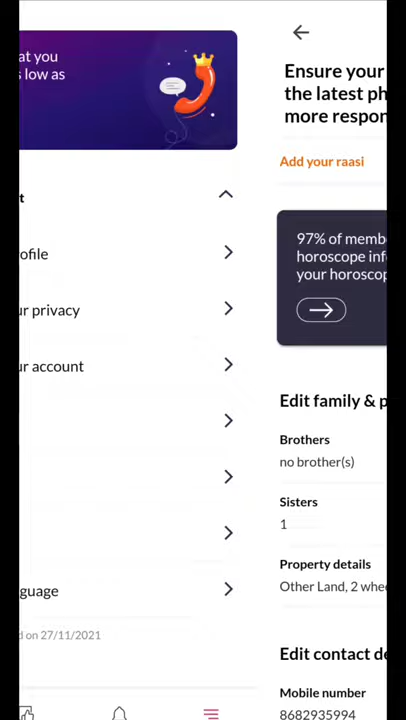 at you
s low as
t
ofile
ur privacy
ur account
guage
d on 27/11/2021
Ensure your
the latest ph
more respon
Add your raasi
97% of memb
horoscope inf
your horoscop
Edit family & p
Brothers
no brother(s)
Sisters
1
Property details
Other Land, 2 whe
Edit contact de
Mobile number
8682935994